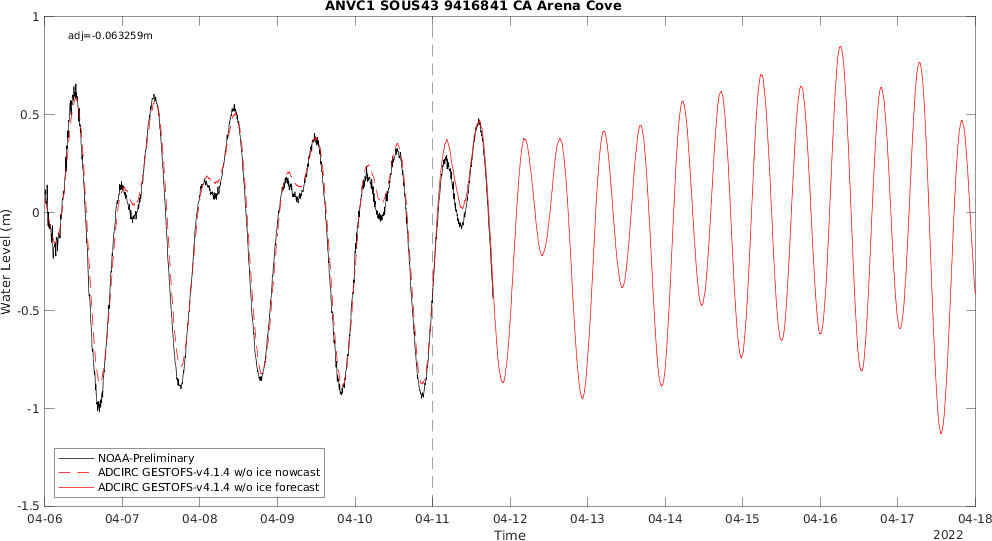 ANVC1 SOUS43 9416841 CA Arena Cove
adj=-0.063259m
1
0.5
0
-0.5
-1
-1.5
Water Level (m)
NOAA-Preliminary
ADCIRC GESTOFS-v4.1.4 w/o ice nowcast
ADCIRC GESTOFS-v4.1.4 w/o ice forecast
04-06 04-07 04-08 04-09 04-10 04-11 04-12 04-13 04-14 04-15 04-16 04-17 04-18
Time
2022